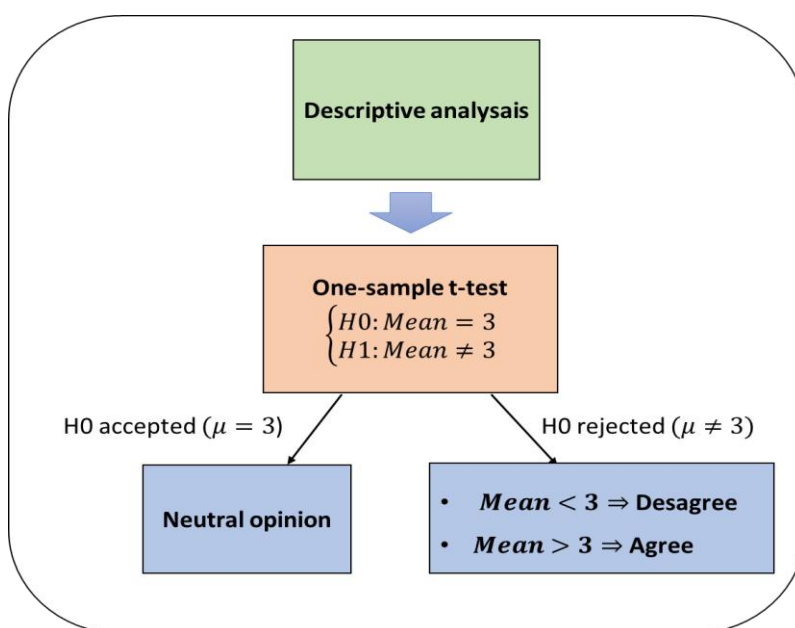 Descriptive analysais
One-sample t-test
{H0: Mean = 3
H1: Mean ≠ 3
H0 accepted (μ = 3)
H0 rejected (μ ≠ 3)
Neutral opinion
• Mean < 3 ⇒ Desagree
• Mean > 3 ⇒ Agree